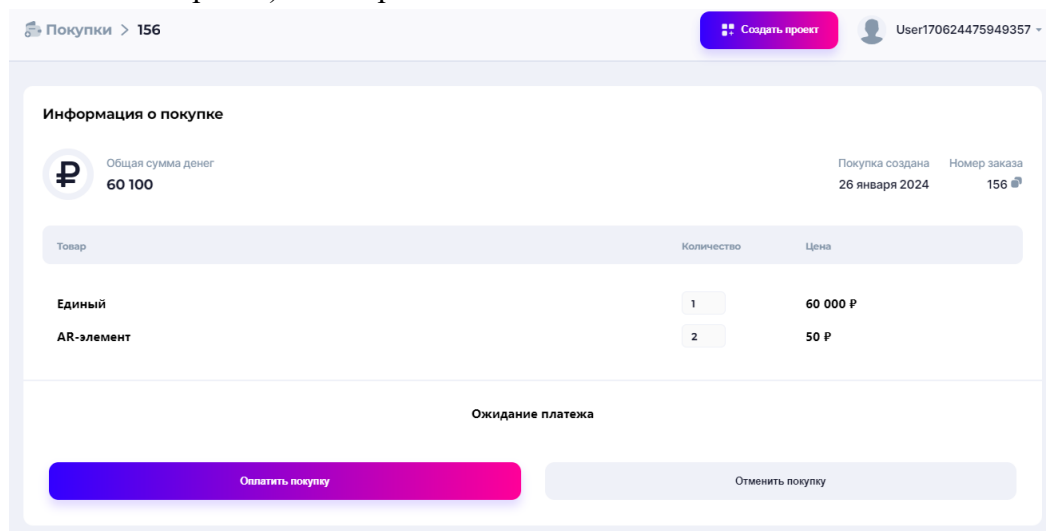 Покупки > 156
Создать проект
User170624475949357
Информация о покупке
Общая сумма денег
60 100
Покупка создана
26 января 2024
Номер заказа
156
Товар Количество Цена
Единый 1 60 000 ₽
AR-элемент 2 50 ₽
Ожидание платежа
Оплатить покупку
Отменить покупку